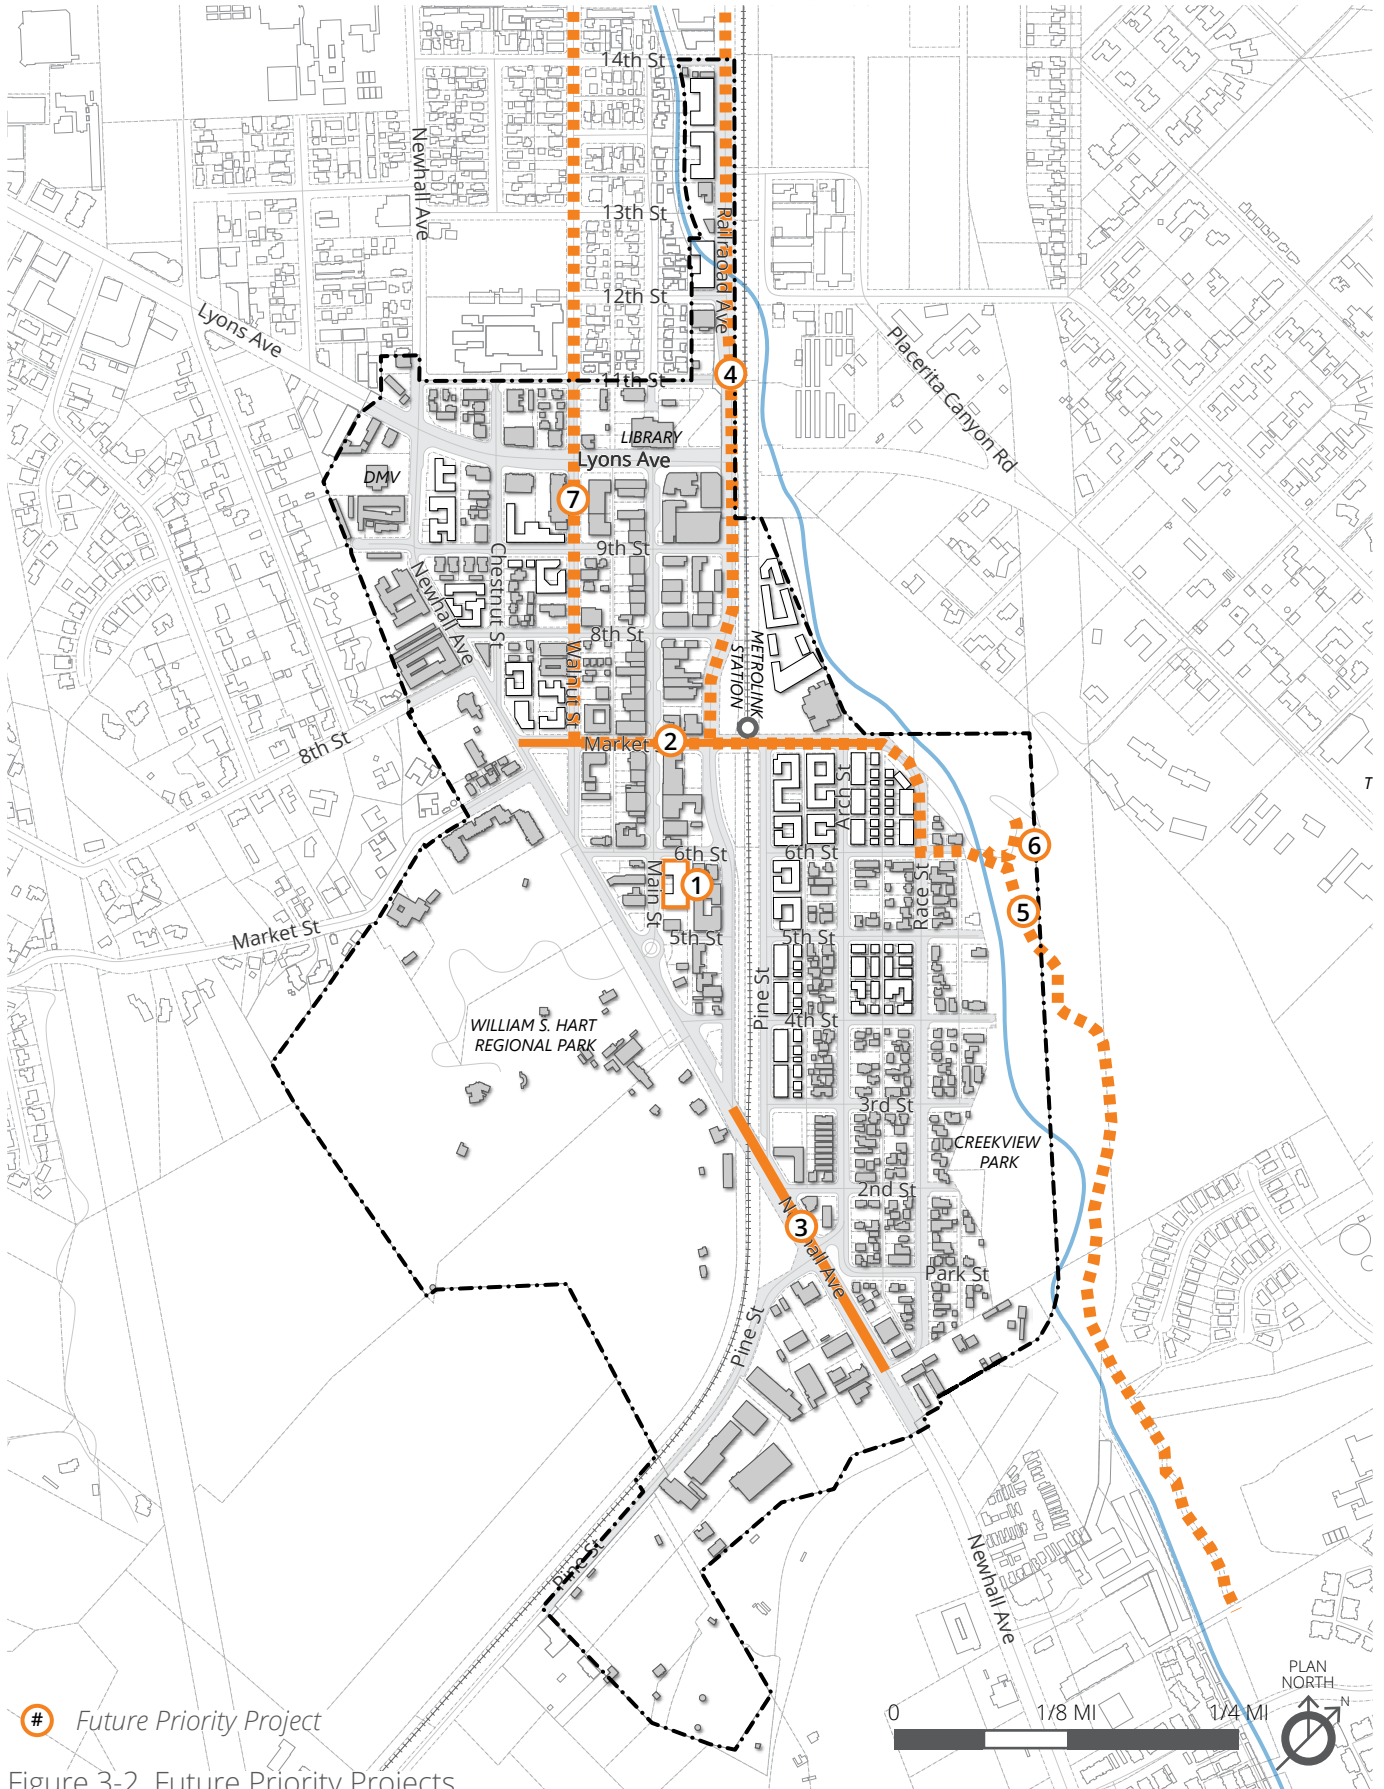 14th St
Newhall Ave
13th St
Railraoad Ave
12th St
Lyons Ave
Placerita Canyon Rd
11th St
4
LIBRARY
Lyons Ave
DMV
7
9th St
Chestnut St
Newhall Ave
8th St
Walnut St
METROLINK
STATION
8th St
Market
2
Arch St
T
6th St
6th St
6
Main St
1
Race St
5
Market St
5th St
5th St
Pine St
WILLIAM S. HART
REGIONAL PARK
4th St
3rd St
CREEKVIEW
PARK
2nd St
3
Newhall Ave
Park St
Pine St
Newhall Ave
Pine St
PLAN
NORTH
N
# Future Priority Project
0 1/8 MI 1/4 MI
Figure 3-2. Future Priority Projects